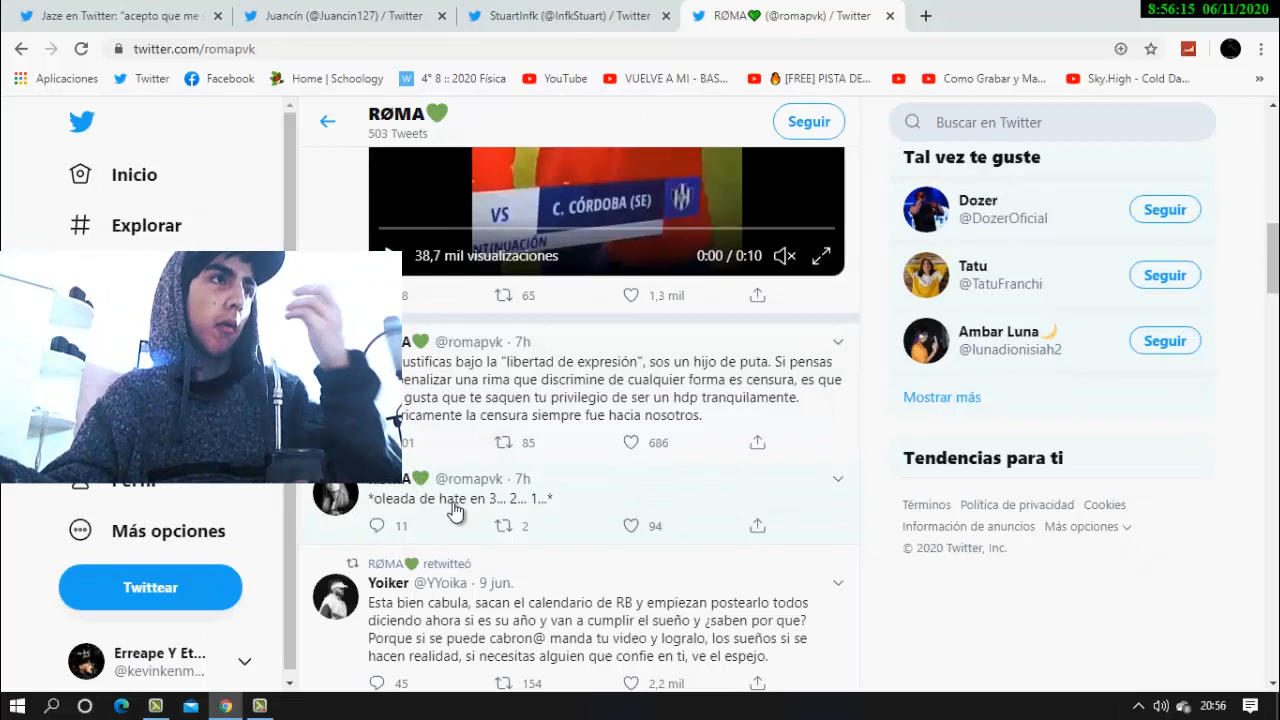 8:56:15 06/11/2020
Jaze en Twitter: "acepto que me s
Juancín (@Juancin127) / Twitter
StuartInfk (@InfkStuart) / Twitter
RØMA💚 (@romapvk) / Twitter
twitter.com/romapvk
Aplicaciones
Twitter
Facebook
Home | Schoology
4° 8 :: 2020 Física
YouTube
VUELVE A MI - BAS...
🔥 [FREE] PISTA DE...
Como Grabar y Ma...
Sky.High - Cold Da...
»
Inicio
Explorar
Más opciones
Twittear
Erreape Y Et...
@kevinkenm...
RØMA💚
503 Tweets
Seguir
VS C. CÓRDOBA (SE)
NTINUACIÓN
38,7 mil visualizaciones
0:00 / 0:10
8 65 1,3 mil
A💚 @romapvk · 7h
ustificas bajo la "libertad de expresión", sos un hijo de puta. Si pensas
enalizar una rima que discrimine de cualquier forma es censura, es que
gusta que te saquen tu privilegio de ser un hdp tranquilamente.
ricamente la censura siempre fue hacia nosotros.
01 85 686
💚 @romapvk · 7h
*oleada de hate en 3... 2... 1...*
11 2 94
RØMA💚 retwitteó
Yoiker @YYoika · 9 jun.
Esta bien cabula, sacan el calendario de RB y empiezan postearlo todos
diciendo ahora si es su año y van a cumplir el sueño y ¿saben por que?
Porque si se puede cabron@ manda tu video y logralo, los sueños si se
hacen realidad, si necesitas alguien que confie en ti, ve el espejo.
45 154 2,2 mil
Buscar en Twitter
Tal vez te guste
Dozer
@DozerOficial
Seguir
Tatu
@TatuFranchi
Seguir
Ambar Luna🌙
@lunadionisiah2
Seguir
Mostrar más
Tendencias para ti
Términos Política de privacidad Cookies
Información de anuncios Más opciones
© 2020 Twitter, Inc.
20:56